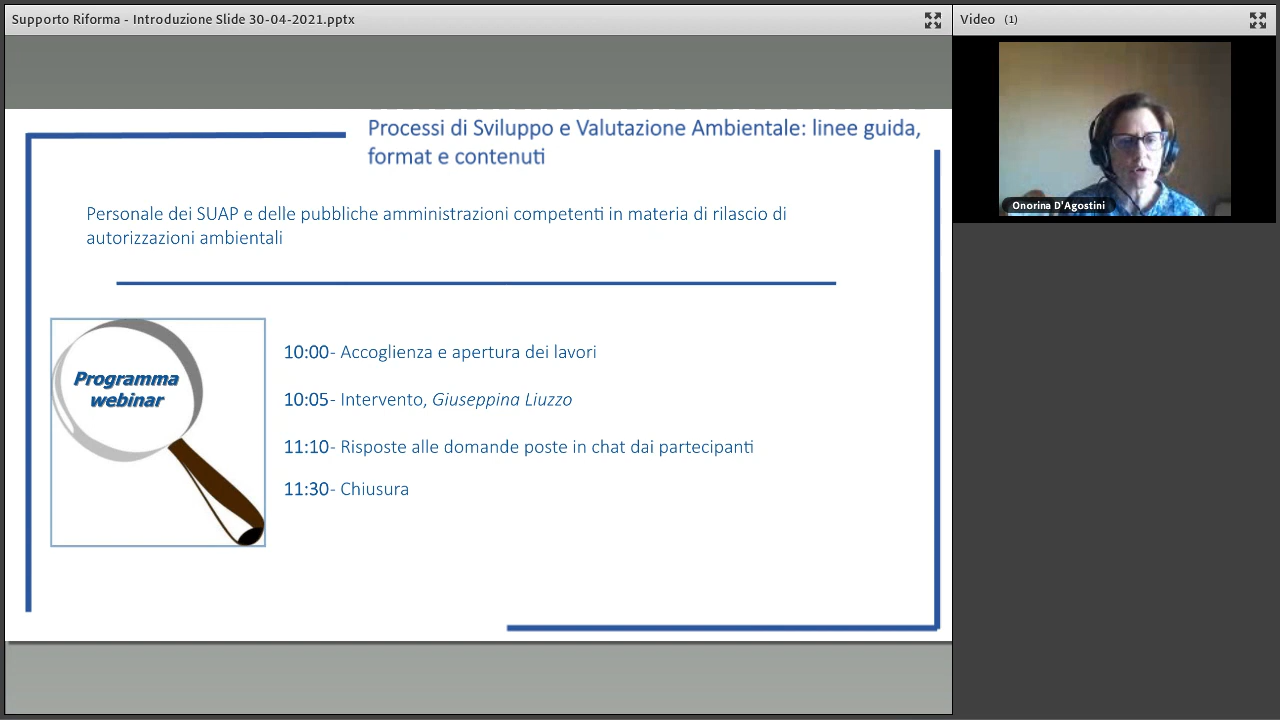 Supporto Riforma - Introduzione Slide 30-04-2021.pptx
Video (1)
Processi di Sviluppo e Valutazione Ambientale: linee guida,
format e contenuti
Personale dei SUAP e delle pubbliche amministrazioni competenti in materia di rilascio di
autorizzazioni ambientali
Programma
webinar
10:00- Accoglienza e apertura dei lavori
10:05- Intervento, Giuseppina Liuzzo
11:10- Risposte alle domande poste in chat dai partecipanti
11:30- Chiusura
Onorina D'Agostini